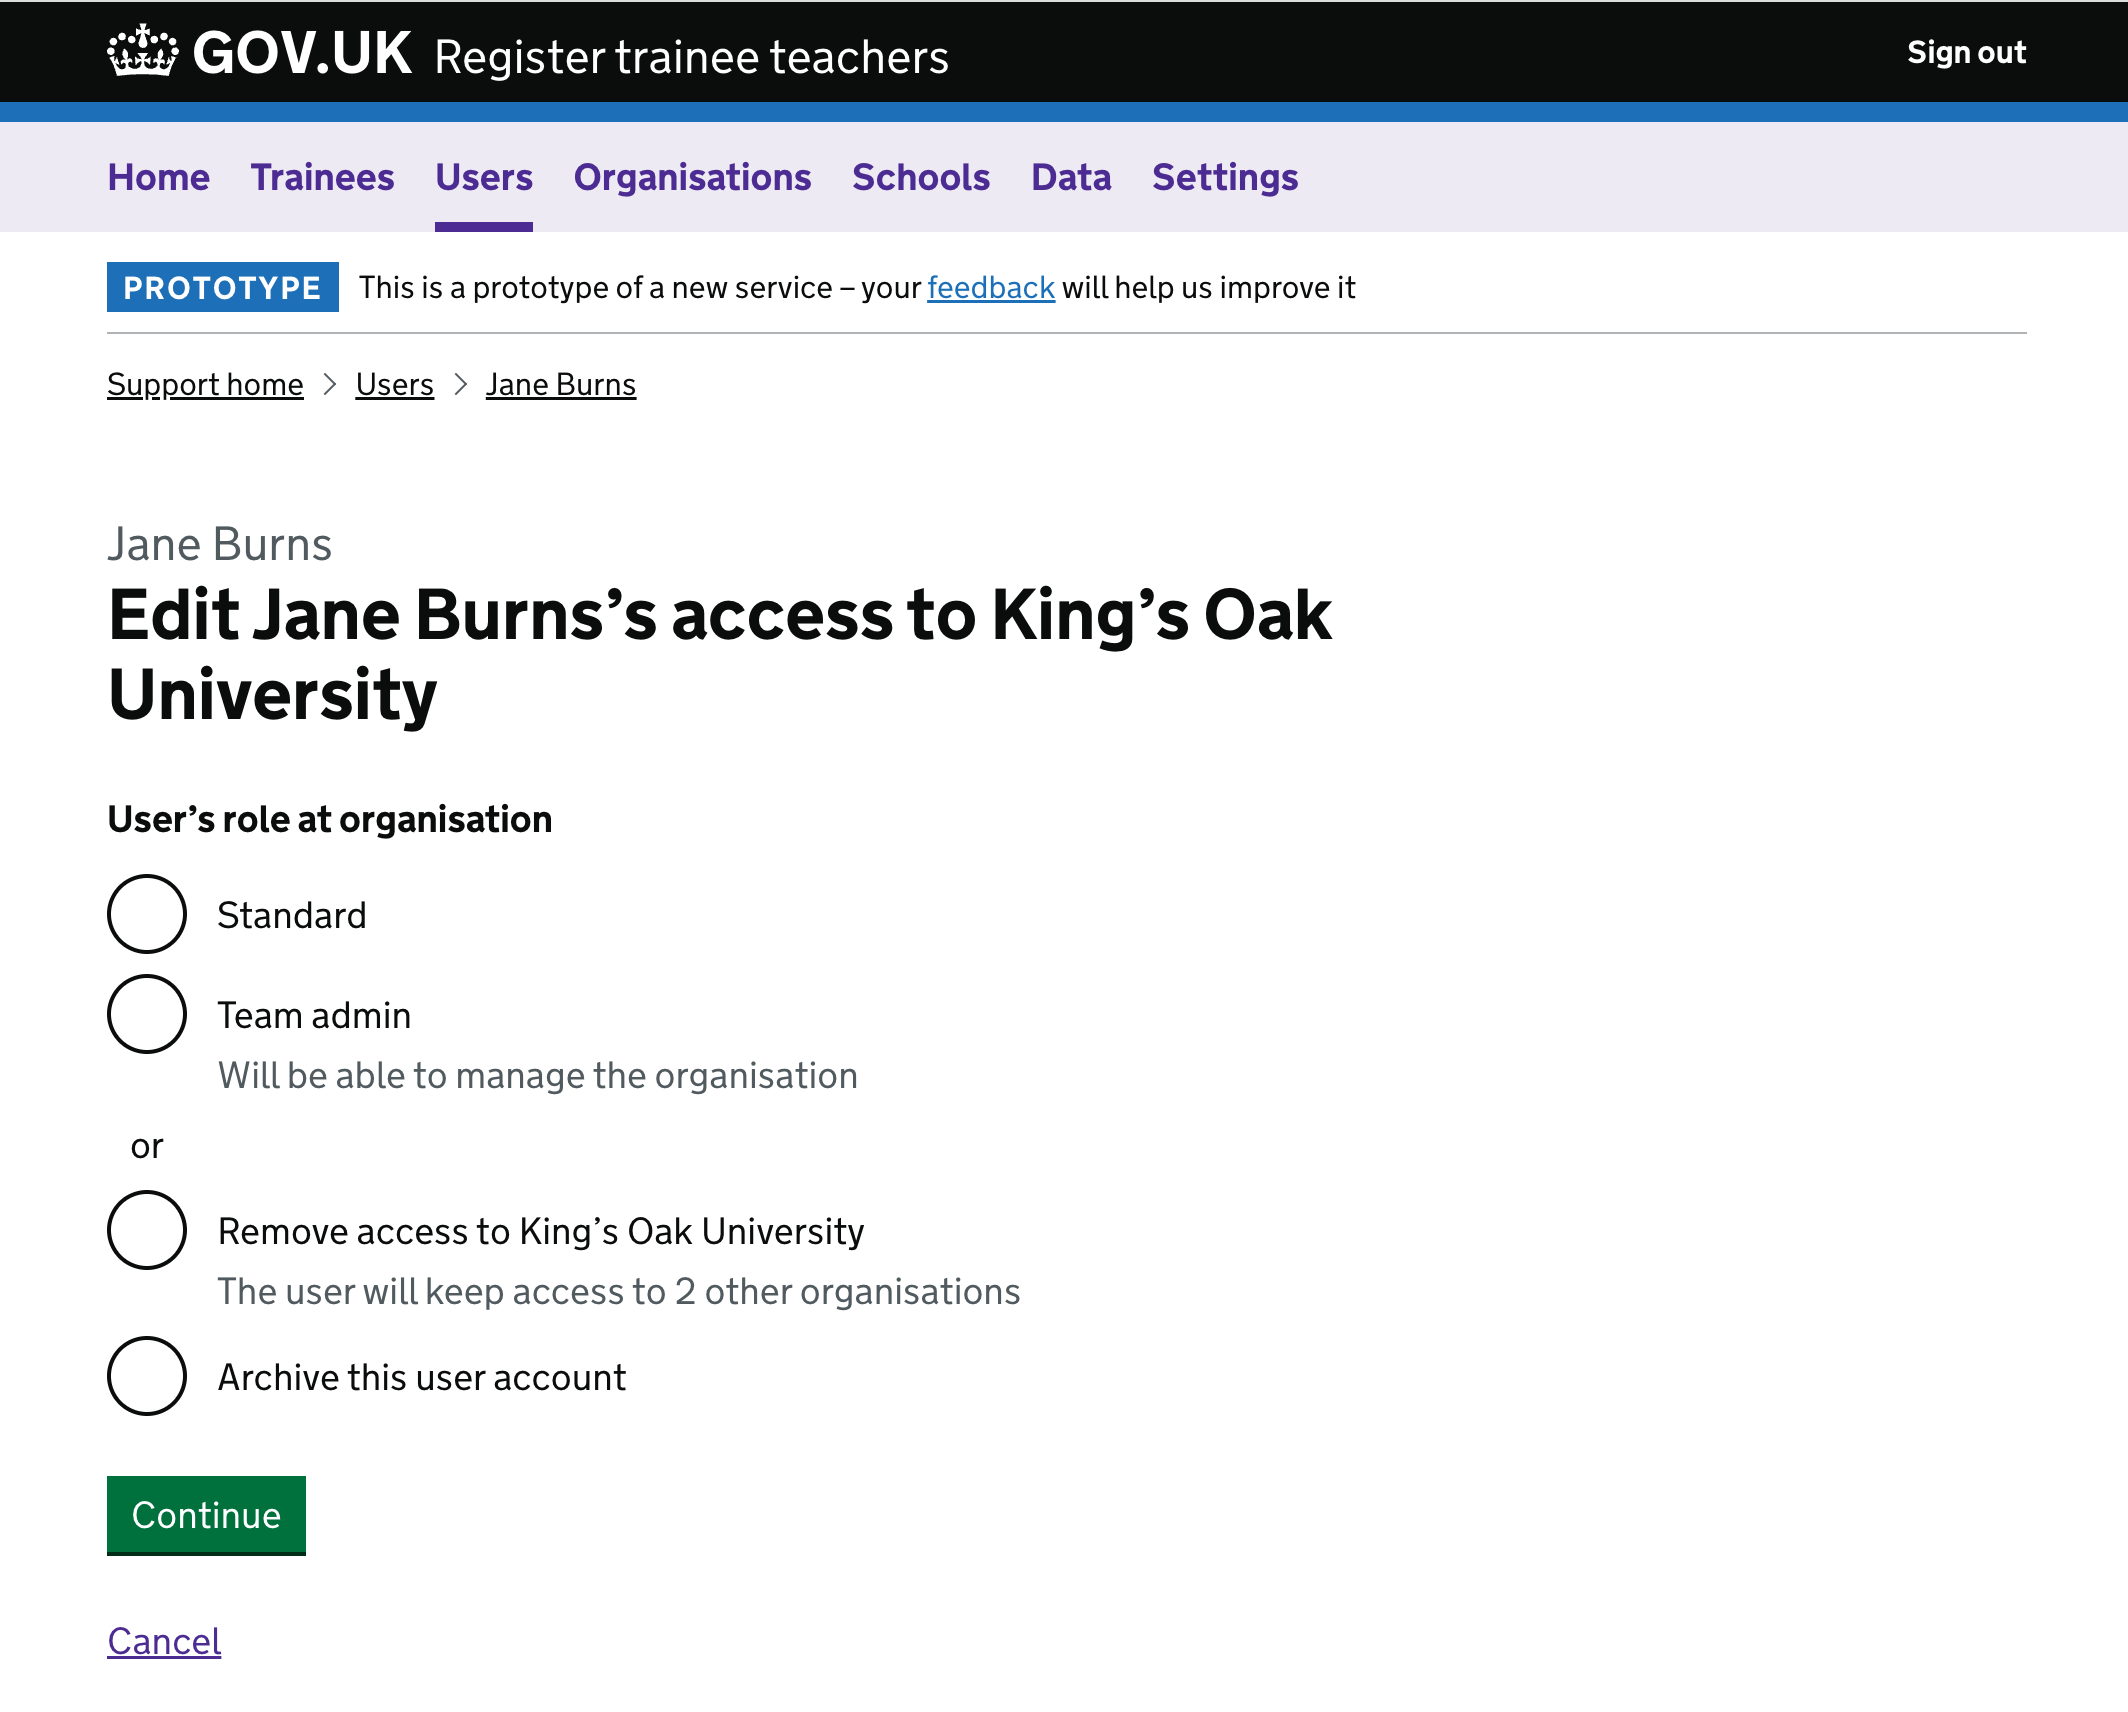 GOV.UK Register trainee teachers
Sign out
Home Trainees Users Organisations Schools Data Settings
PROTOTYPE This is a prototype of a new service – your feedback will help us improve it
Support home > Users > Jane Burns
Jane Burns
Edit Jane Burns’s access to King’s Oak
University
User’s role at organisation
Standard
Team admin
Will be able to manage the organisation
or
Remove access to King’s Oak University
The user will keep access to 2 other organisations
Archive this user account
Continue
Cancel